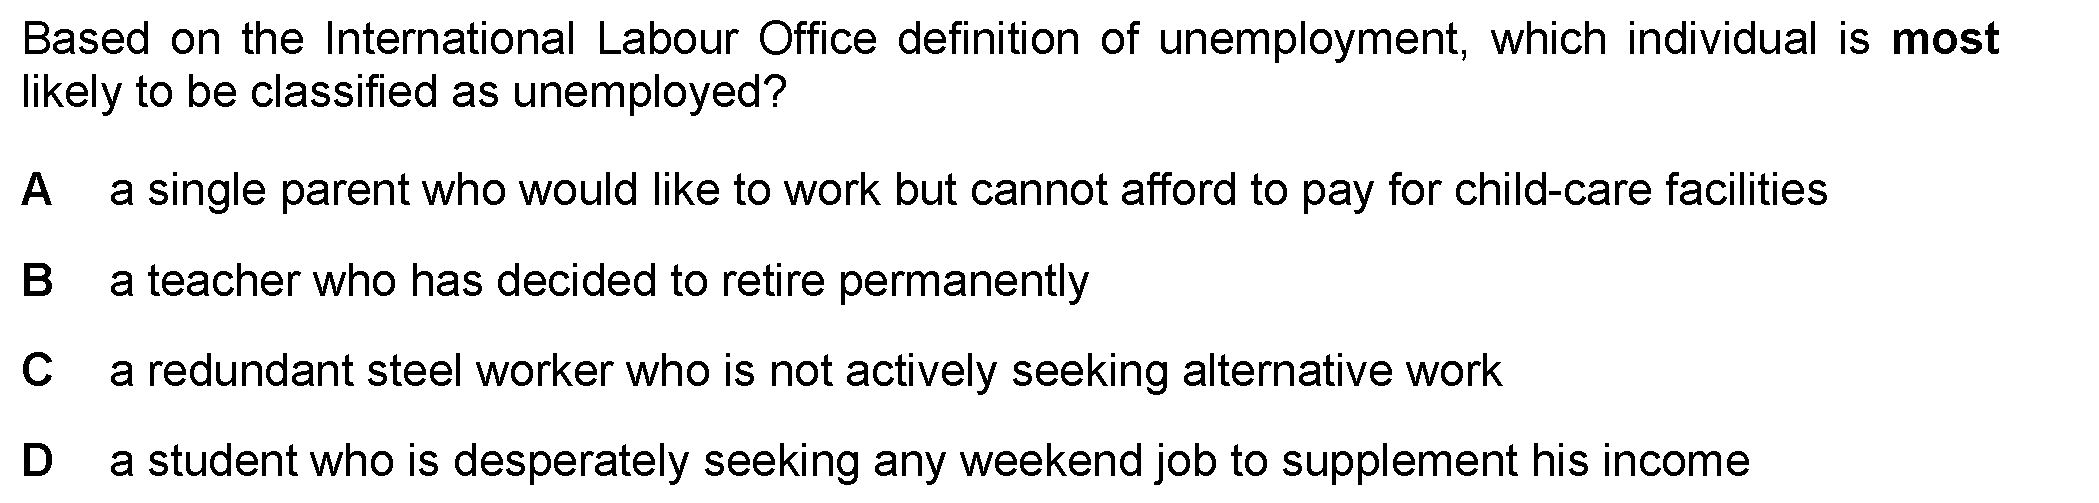 Based on the International Labour Office definition of unemployment, which individual is most
likely to be classified as unemployed?
A a single parent who would like to work but cannot afford to pay for child-care facilities
B a teacher who has decided to retire permanently
C a redundant steel worker who is not actively seeking alternative work
D a student who is desperately seeking any weekend job to supplement his income